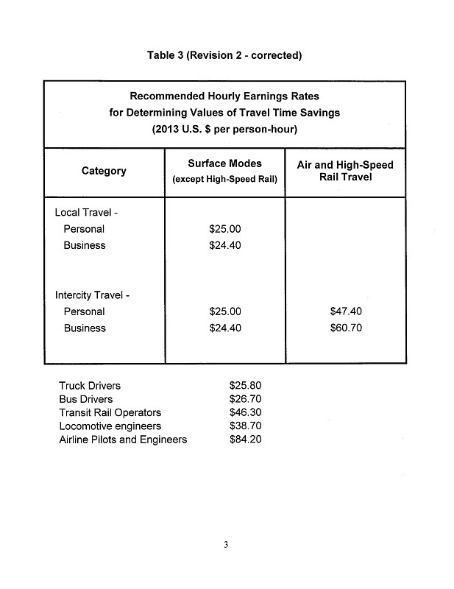 Table 3 (Revision 2 - corrected)
Recommended Hourly Earnings Rates
for Determining Values of Travel Time Savings
(2013 U.S. $ per person-hour)
Category
Surface Modes
(except High-Speed Rail)
Air and High-Speed
Rail Travel
Local Travel -
Personal $25.00
Business $24.40
Intercity Travel -
Personal $25.00 $47.40
Business $24.40 $60.70
Truck Drivers $25.80
Bus Drivers $26.70
Transit Rail Operators $46.30
Locomotive engineers $38.70
Airline Pilots and Engineers $84.20
3